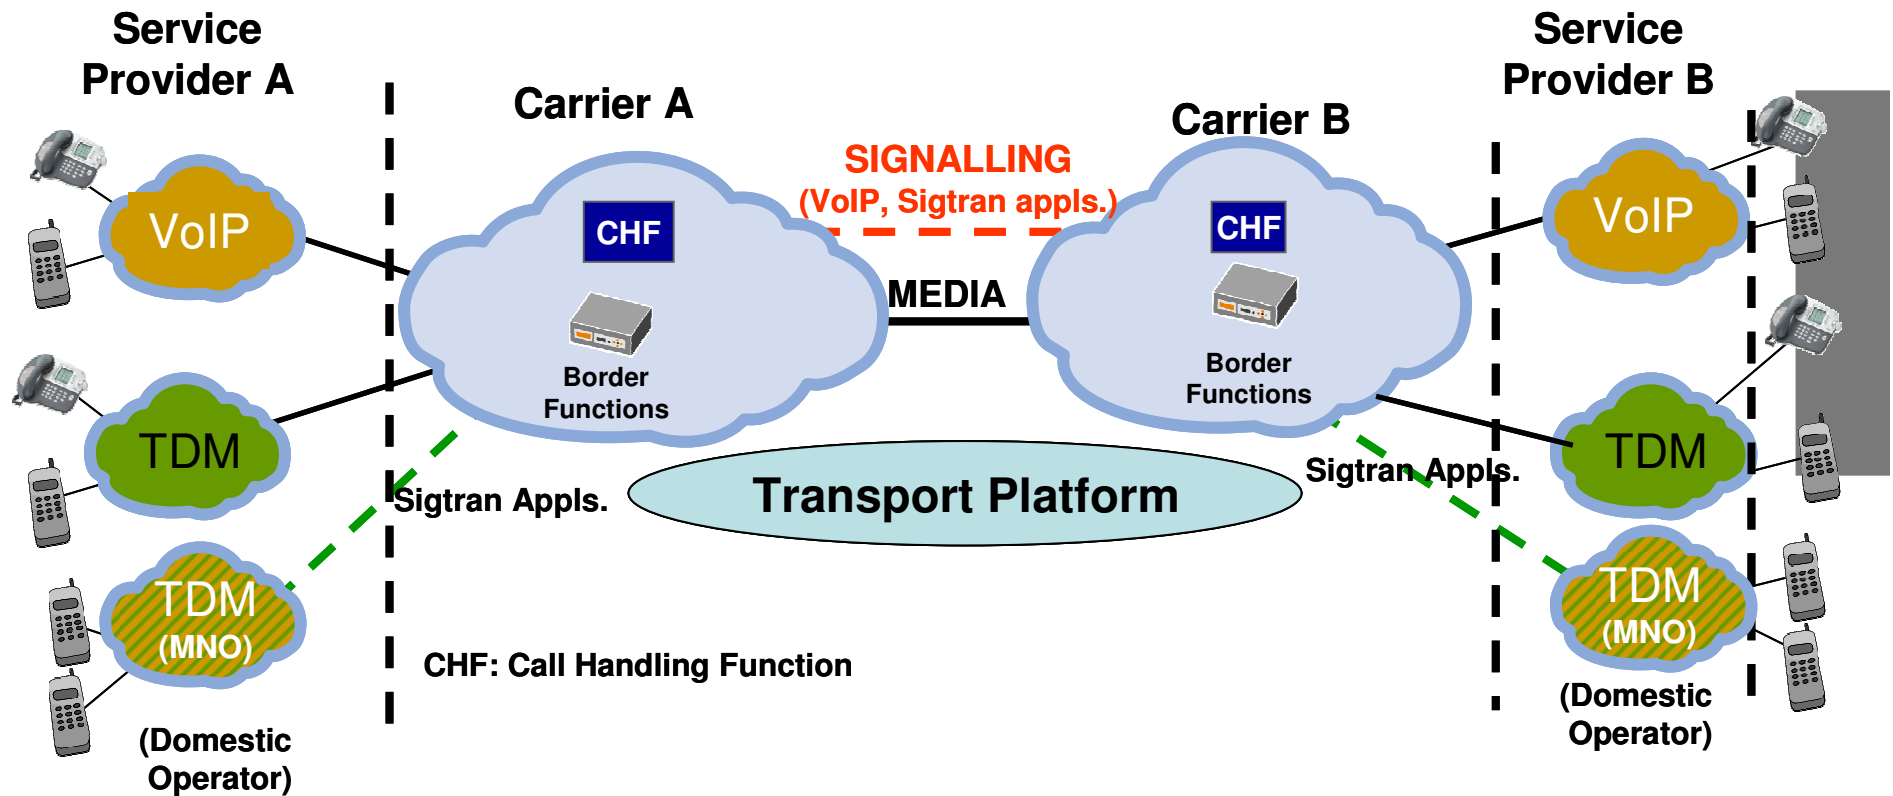 Service
Provider A
Carrier A
Carrier B
Service
Provider B
SIGNALLING
(VoIP, Sigtran appls.)
VoIP
CHF
CHF
VoIP
MEDIA
Border
Functions
Border
Functions
TDM
TDM
Sigtran Appls.
Transport Platform
Sigtran Appls.
TDM
(MNO)
TDM
(MNO)
CHF: Call Handling Function
(Domestic
Operator)
(Domestic
Operator)